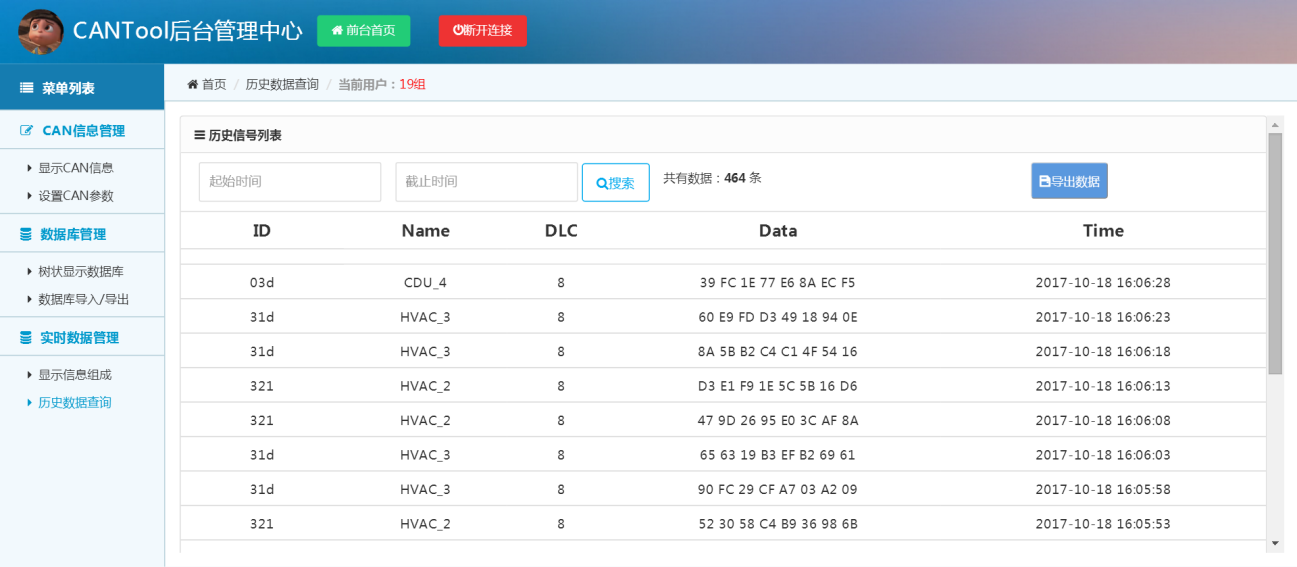 CANTool后台管理中心 前台首页 断开连接
菜单列表
首页 / 历史数据查询 / 当前用户：19组
CAN信息管理
显示CAN信息
设置CAN参数
数据库管理
树状显示数据库
数据库导入/导出
实时数据管理
显示信息组成
历史数据查询
历史信号列表
起始时间 截止时间 搜索 共有数据：464 条 导出数据
ID Name DLC Data Time
03d CDU_4 8 39 FC 1E 77 E6 8A EC F5 2017-10-18 16:06:28
31d HVAC_3 8 60 E9 FD D3 49 18 94 0E 2017-10-18 16:06:23
31d HVAC_3 8 8A 5B B2 C4 C1 4F 54 16 2017-10-18 16:06:18
321 HVAC_2 8 D3 E1 F9 1E 5C 5B 16 D6 2017-10-18 16:06:13
321 HVAC_2 8 47 9D 26 95 E0 3C AF 8A 2017-10-18 16:06:08
31d HVAC_3 8 65 63 19 B3 EF B2 69 61 2017-10-18 16:06:03
31d HVAC_3 8 90 FC 29 CF A7 03 A2 09 2017-10-18 16:05:58
321 HVAC_2 8 52 30 58 C4 B9 36 98 6B 2017-10-18 16:05:53